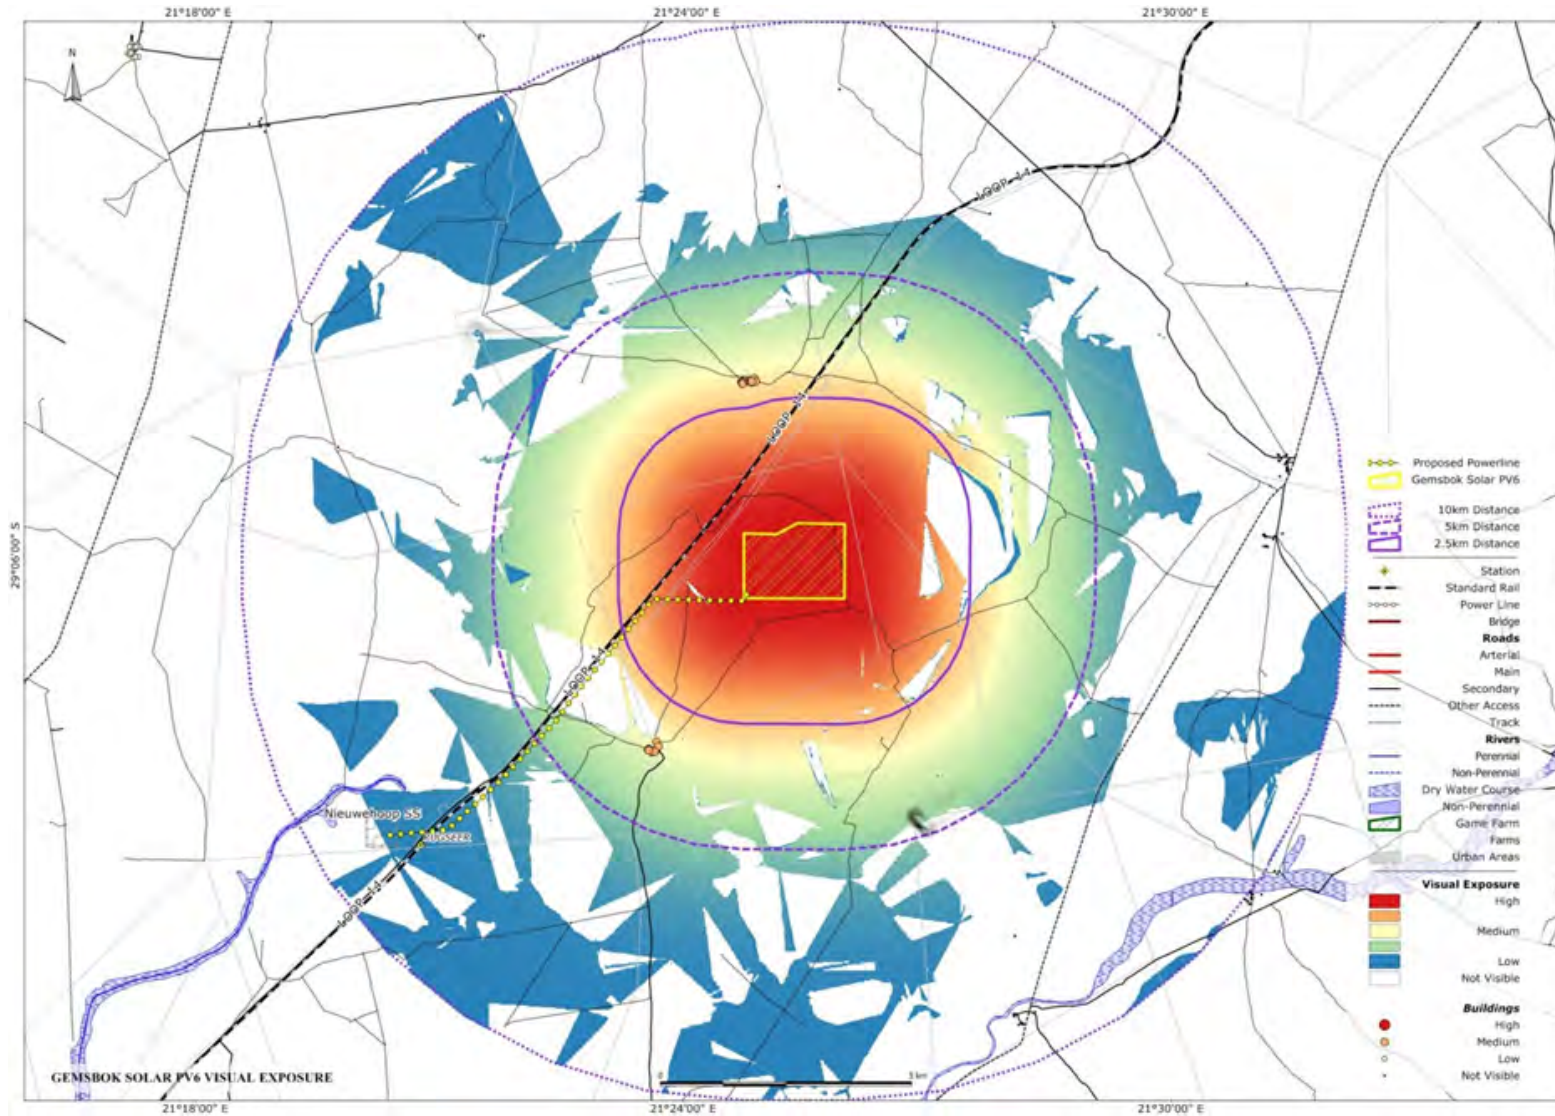 21°18'00" E
21°24'00" E
21°30'00" E
N
LOOP 14
LOOP 14
29°06'00" S
LOOP 14
Nieuwehoop SS
LOOP 14
Proposed Powerline
Gemsbok Solar PV6
10km Distance
5km Distance
2.5km Distance
Station
Standard Rail
Power Line
Bridge
Roads
Arterial
Main
Secondary
Other Access
Track
Rivers
Perennial
Non-Perennial
Dry Water Course
Non-Perennial
Game Farm
Farms
Urban Areas
Visual Exposure
High
Medium
Low
Not Visible
Buildings
High
Medium
Low
Not Visible
GEMSBOK SOLAR PV6 VISUAL EXPOSURE
0
5 km
21°18'00" E
21°24'00" E
21°30'00" E